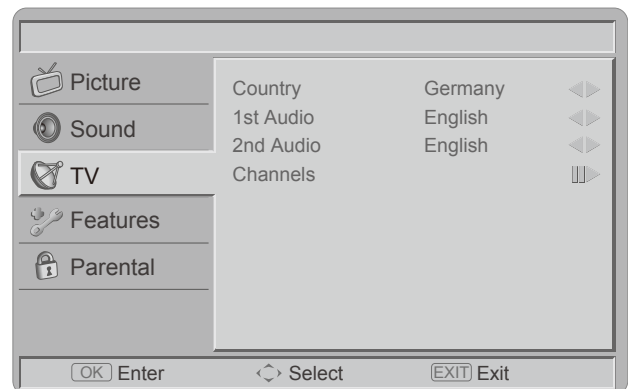 Picture
Sound
TV
Features
Parental
Country Germany
1st Audio English
2nd Audio English
Channels
OK Enter Select EXIT Exit